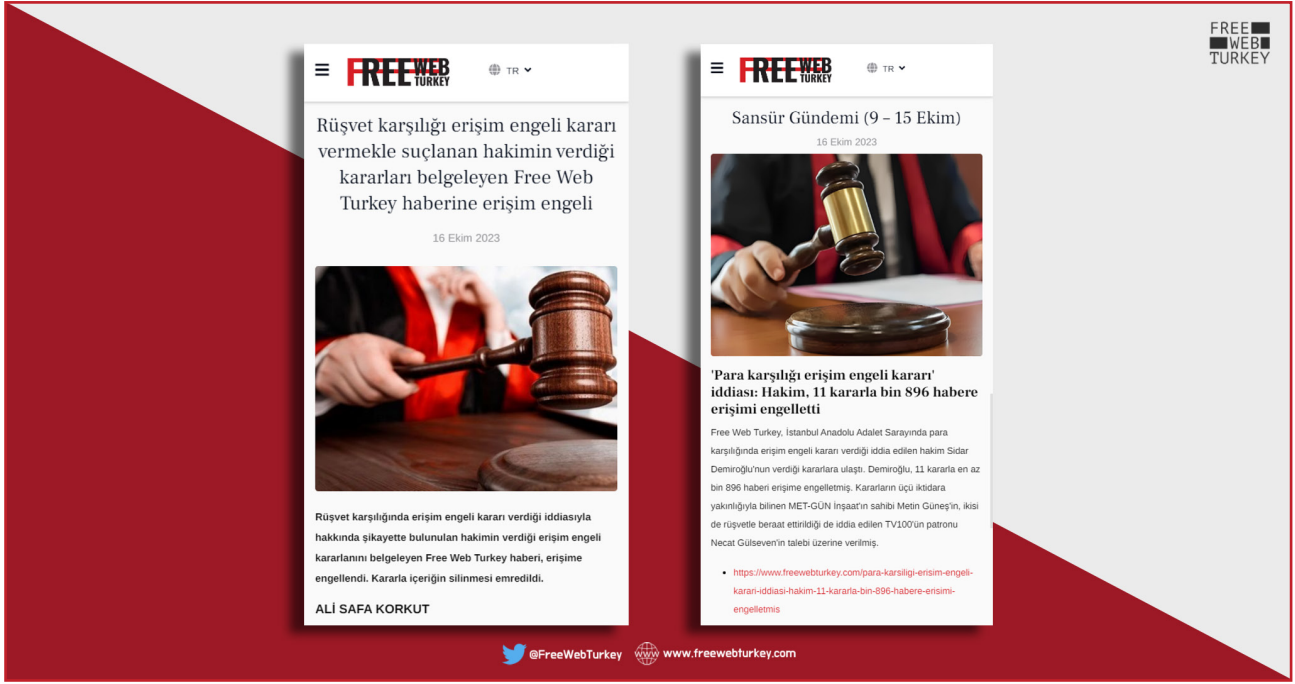 FREE
WEB
TURKEY
FREE WEB
TURKEY
TR
Rüşvet karşılığı erişim engeli kararı
vermekle suçlanan hakimin verdiği
kararları belgeleyen Free Web
Turkey haberine erişim engeli
16 Ekim 2023
Rüşvet karşılığında erişim engeli kararı verdiği iddiasıyla
hakkında şikayette bulunulan hakimin verdiği erişim engeli
kararlarını belgeleyen Free Web Turkey haberi, erişime
engellendi. Kararla içeriğin silinmesi emredildi.
ALİ SAFA KORKUT
FREE WEB
TURKEY
TR
Sansür Gündemi (9 – 15 Ekim)
16 Ekim 2023
'Para karşılığı erişim engeli kararı'
iddiası: Hakim, 11 kararla bin 896 habere
erişimi engelletti
Free Web Turkey, İstanbul Anadolu Adalet Sarayında para
karşılığında erişim engeli kararı verdiği iddia edilen hakim Sidar
Demiroğlu'nun verdiği kararlara ulaştı. Demiroğlu, 11 kararla en az
bin 896 haberi erişime engelletmiş. Kararların üçü iktidara
yakınlığıyla bilinen MET-GÜN İnşaat'ın sahibi Metin Güneş'in, ikisi
de rüşvetle beraat ettirildiği de iddia edilen TV100'ün patronu
Necat Gülseven'in talebi üzerine verilmiş.
• https://www.freewebturkey.com/para-karsiligi-erisim-engeli-
karari-iddiasi-hakim-11-kararla-bin-896-habere-erisimi-
engelletmis
@FreeWebTurkey
www
www.freewebturkey.com